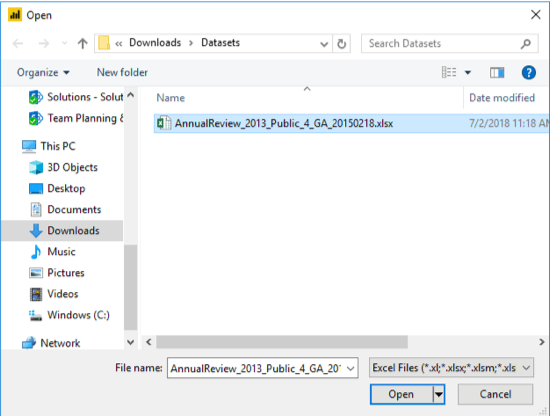 Open
« Downloads > Datasets
Search Datasets
Organize
New folder
Solutions - Solut
Team Planning &
This PC
3D Objects
Desktop
Documents
Downloads
Music
Pictures
Videos
Windows (C:)
Network
Name
Date modified
AnnualReview_2013_Public_4_GA_20150218.xlsx
7/2/2018 11:18 AM
File name:
AnnualReview_2013_Public_4_GA_201
Excel Files (*.xl;*.xlsx;*.xlsm;*.xls
Open
Cancel